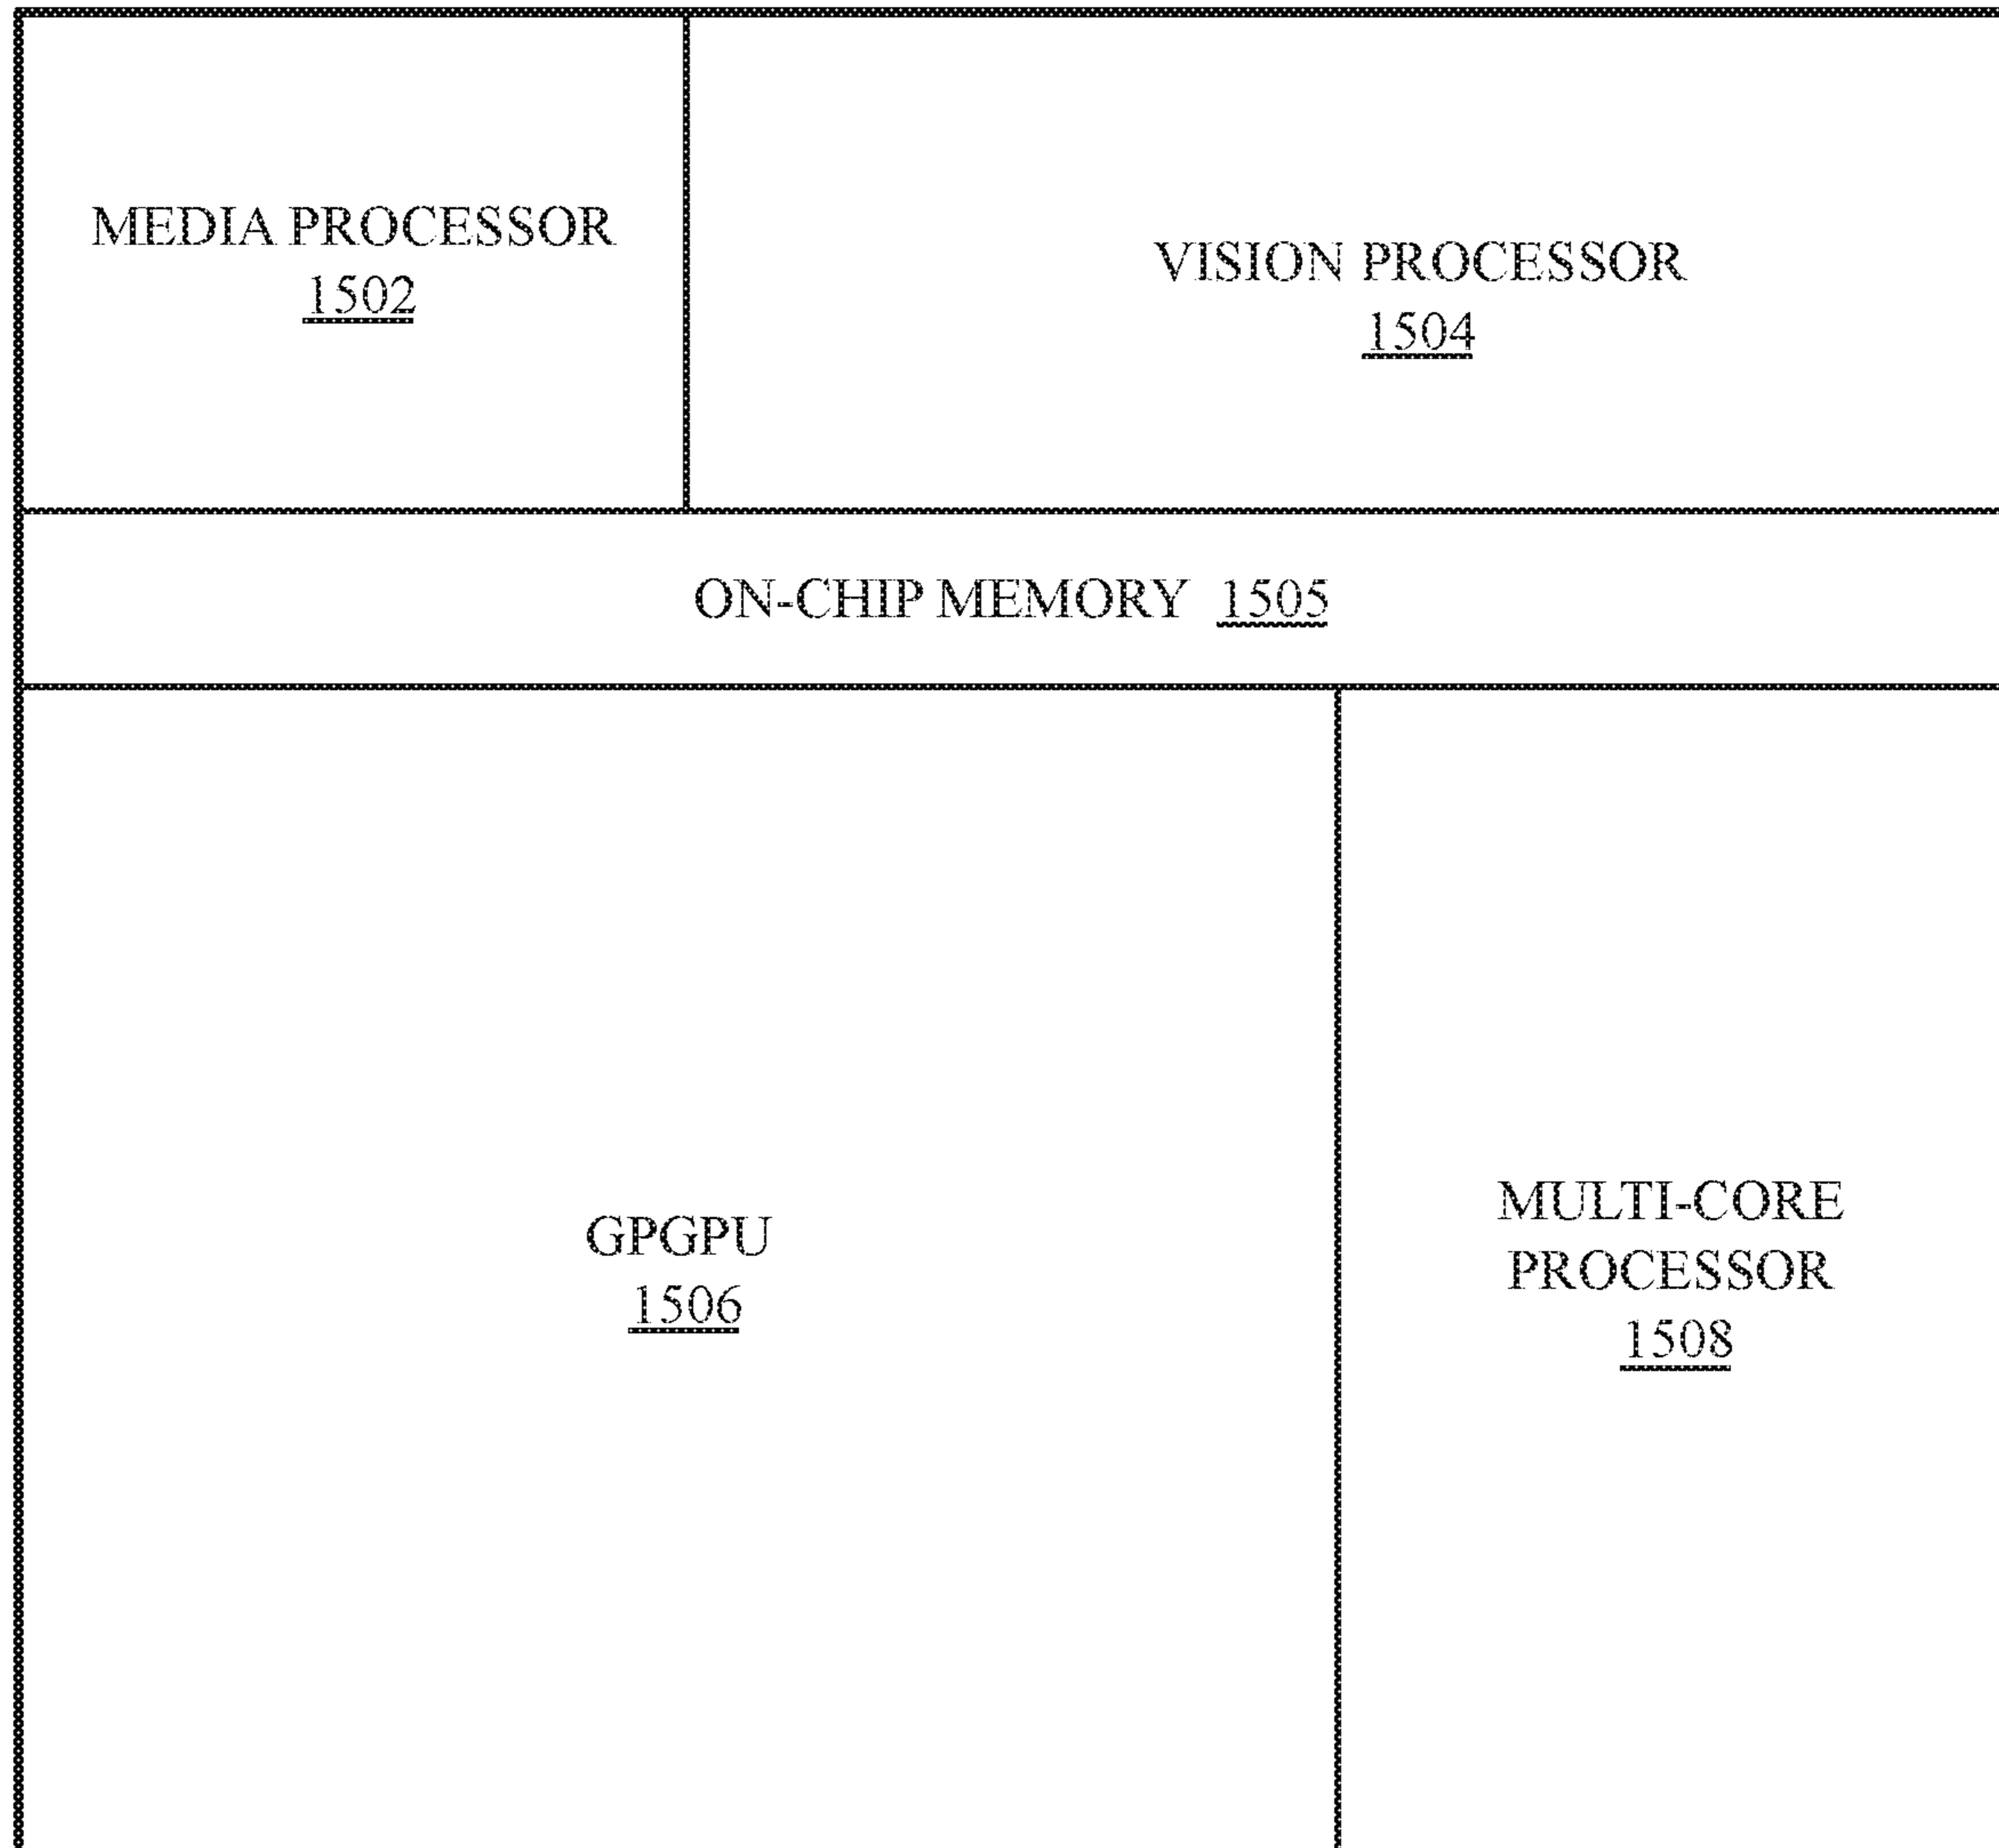 MEDIA PROCESSOR
1502
VISION PROCESSOR
1504
ON-CHIP MEMORY 1505
GPGPU
1506
MULTI-CORE
PROCESSOR
1508